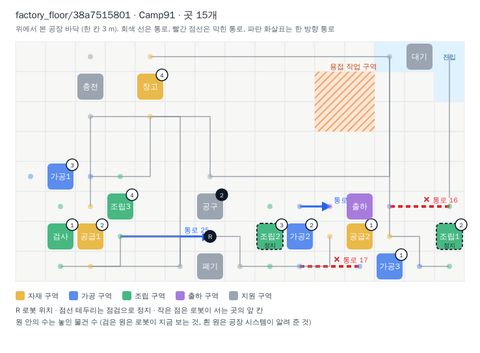 factory_floor/38a7515801 · Camp91 · 곳 15개
위에서 본 공장 바닥 (한 칸 3 m). 회색 선은 통로, 빨간 점선은 막힌 통로, 파란 화살표는 한 방향 통로
대기
진입
용접 작업 구역
충전
창고
4
가공1
3
조립3
4
공구
2
통로
출하
✕ 통로 16
검사
1
공급1
2
통로 2
R
조립2
3
가공2
2
공급2
1
조립1
2
폐기
✕ 통로 17
가공3
1
자재 구역
가공 구역
조립 구역
출하 구역
지원 구역
R 로봇 위치 · 점선 테두리는 점검으로 정지 · 작은 점은 로봇이 서는 곳의 앞 칸
원 안의 수는 놓인 물건 수 (검은 원은 로봇이 지금 보는 것, 흰 원은 공장 시스템이 알려 준 것)